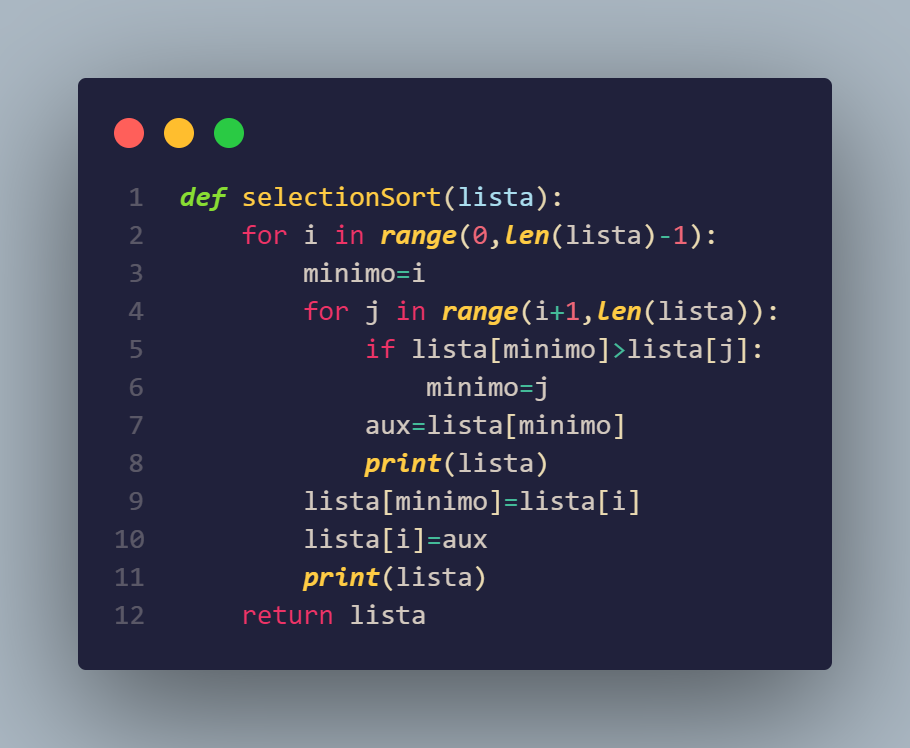 1 def selectionSort(lista):
2     for i in range(0,len(lista)-1):
3         minimo=i
4         for j in range(i+1,len(lista)):
5             if lista[minimo]>lista[j]:
6                 minimo=j
7             aux=lista[minimo]
8             print(lista)
9         lista[minimo]=lista[i]
10         lista[i]=aux
11         print(lista)
12     return lista